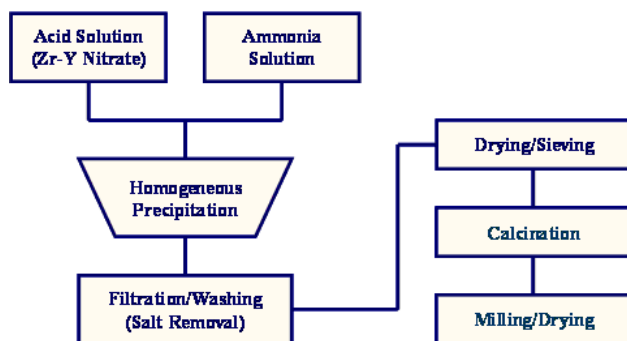 Acid Solution
(Zr-Y Nitrate)
Ammonia
Solution
Homogeneous
Precipitation
Filtration/Washing
(Salt Removal)
Drying/Sieving
Calcination
Milling/Drying